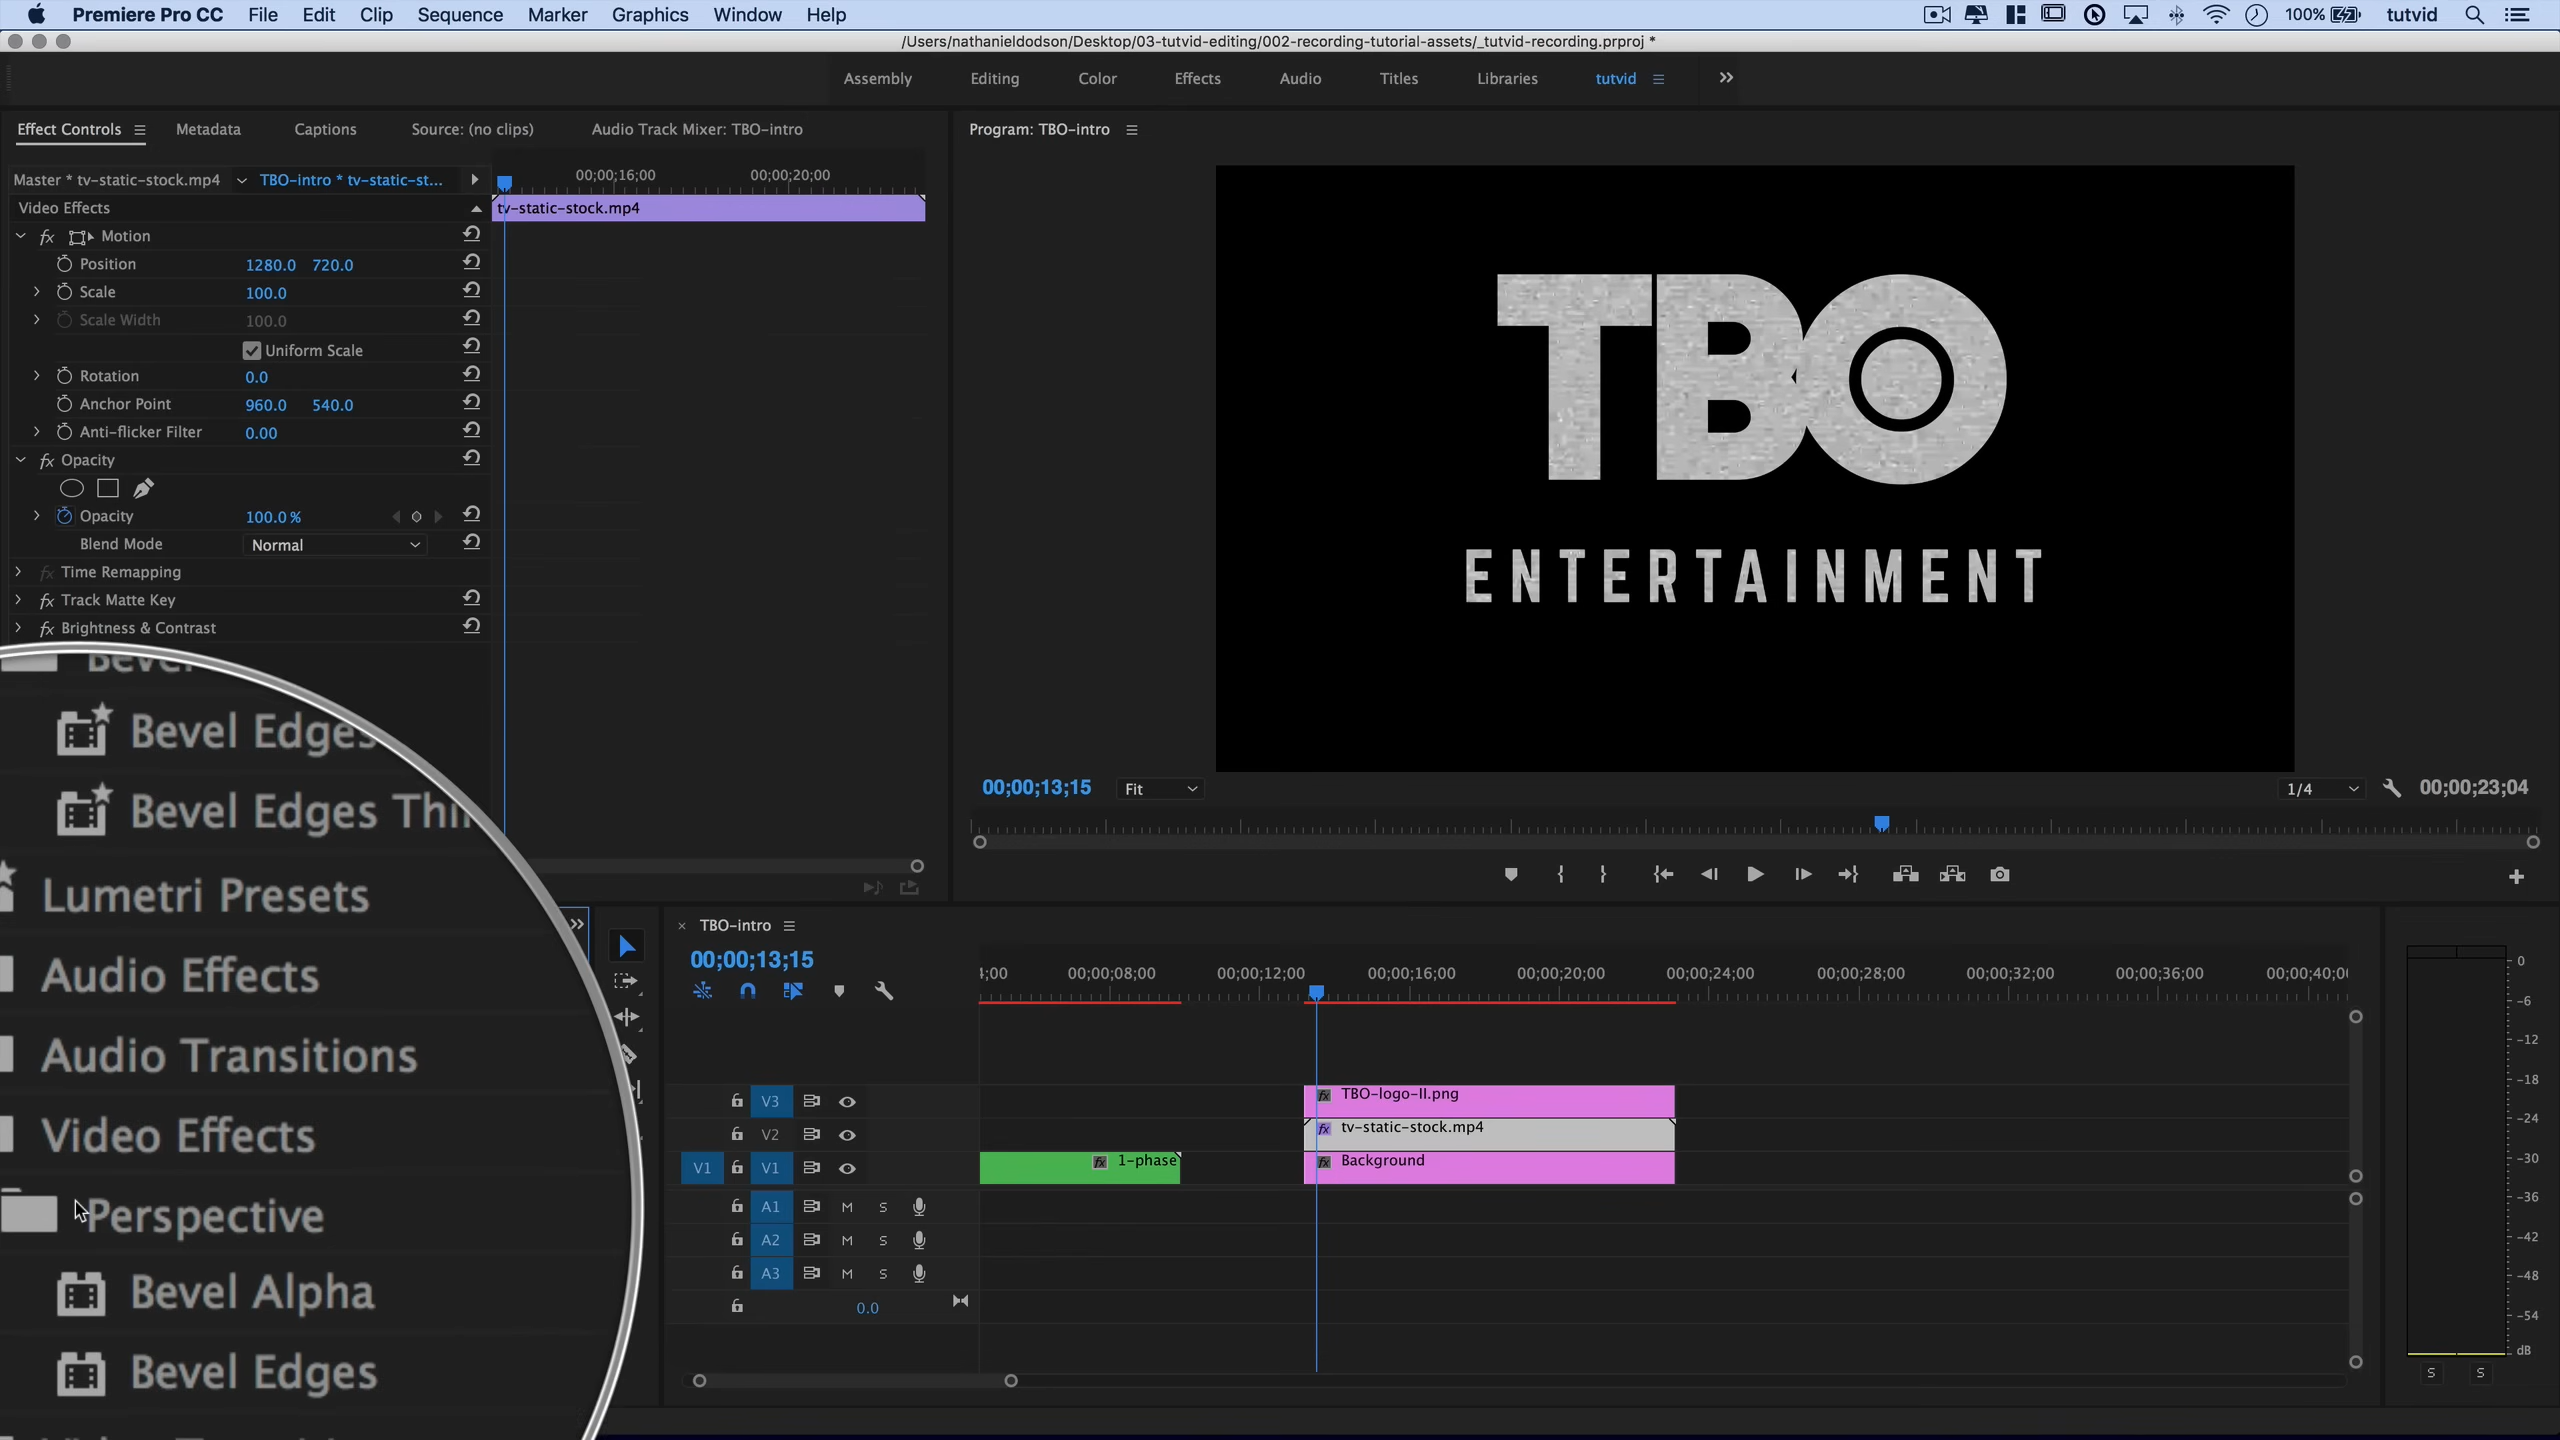 Premiere Pro CC File Edit Clip Sequence Marker Graphics Window Help 100% tutvid
/Users/nathanieldodson/Desktop/03-tutvid-editing/002-recording-tutorial-assets/_tutvid-recording.prproj *
Assembly Editing Color Effects Audio Titles Libraries tutvid
Effect Controls Metadata Captions Source: (no clips) Audio Track Mixer: TBO-intro
Master * tv-static-stock.mp4 TBO-intro * tv-static-st...
00;00;16;00 00;00;20;00
Video Effects
tv-static-stock.mp4
fx Motion
Position 1280.0 720.0
Scale 100.0
Scale Width 100.0
Uniform Scale
Rotation 0.0
Anchor Point 960.0 540.0
Anti-flicker Filter 0.00
fx Opacity
Opacity 100.0 %
Blend Mode Normal
fx Time Remapping
fx Track Matte Key
fx Brightness & Contrast
Bevel
Bevel Edges
Bevel Edges Thi
Lumetri Presets
Audio Effects
Audio Transitions
Video Effects
Perspective
Bevel Alpha
Bevel Edges
Program: TBO-intro
TBO
ENTERTAINMENT
00;00;13;15 Fit 1/4 00;00;23;04
TBO-intro
00;00;13;15
4;00 00;00;08;00 00;00;12;00 00;00;16;00 00;00;20;00 00;00;24;00 00;00;28;00 00;00;32;00 00;00;36;00 00;00;40;00
V3 fx TBO-logo-II.png
V2 fx tv-static-stock.mp4
V1 V1 fx 1-phase fx Background
A1 M S
A2 M S
A3 M S
0.0
0
-6
-12
-18
-24
-30
-36
-42
-48
-54
dB
S S